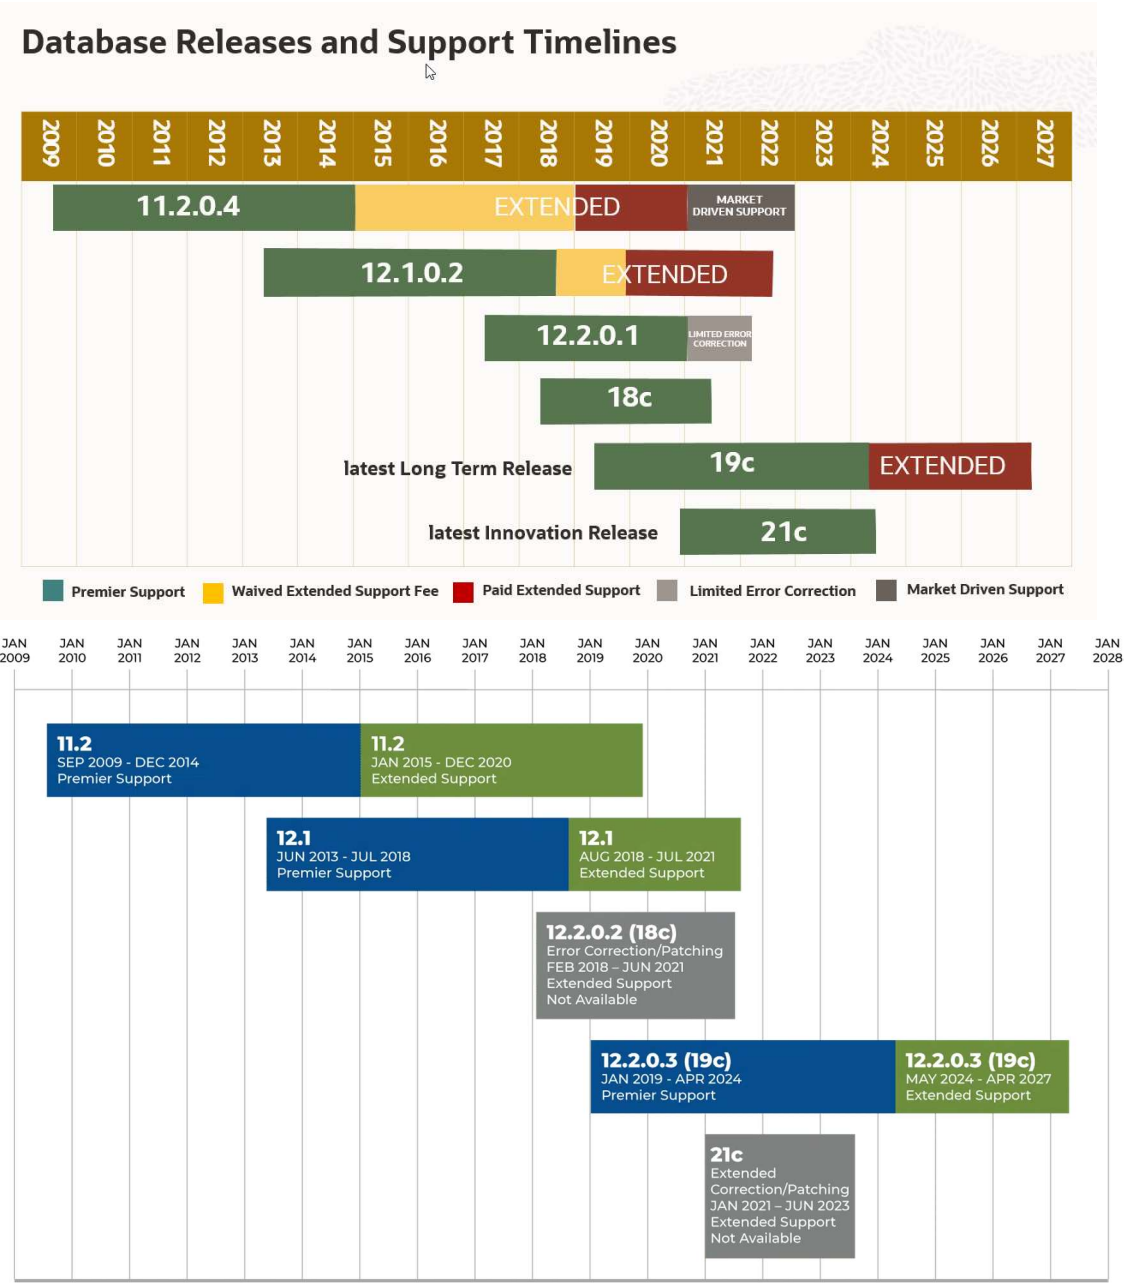 Database Releases and Support Timelines
2009 2010 2011 2012 2013 2014 2015 2016 2017 2018 2019 2020 2021 2022 2023 2024 2025 2026 2027
11.2.0.4 EXTENDED MARKET
DRIVEN SUPPORT
12.1.0.2 EXTENDED
12.2.0.1 LIMITED ERROR
CORRECTION
18c
latest Long Term Release 19c EXTENDED
latest Innovation Release 21c
Premier Support Waived Extended Support Fee Paid Extended Support Limited Error Correction Market Driven Support
JAN JAN JAN JAN JAN JAN JAN JAN JAN JAN JAN JAN JAN JAN JAN JAN JAN JAN JAN JAN
2009 2010 2011 2012 2013 2014 2015 2016 2017 2018 2019 2020 2021 2022 2023 2024 2025 2026 2027 2028
11.2
SEP 2009 - DEC 2014
Premier Support
11.2
JAN 2015 - DEC 2020
Extended Support
12.1
JUN 2013 - JUL 2018
Premier Support
12.1
AUG 2018 - JUL 2021
Extended Support
12.2.0.2 (18c)
Error Correction/Patching
FEB 2018 – JUN 2021
Extended Support
Not Available
12.2.0.3 (19c)
JAN 2019 - APR 2024
Premier Support
12.2.0.3 (19c)
MAY 2024 - APR 2027
Extended Support
21c
Extended
Correction/Patching
JAN 2021 – JUN 2023
Extended Support
Not Available